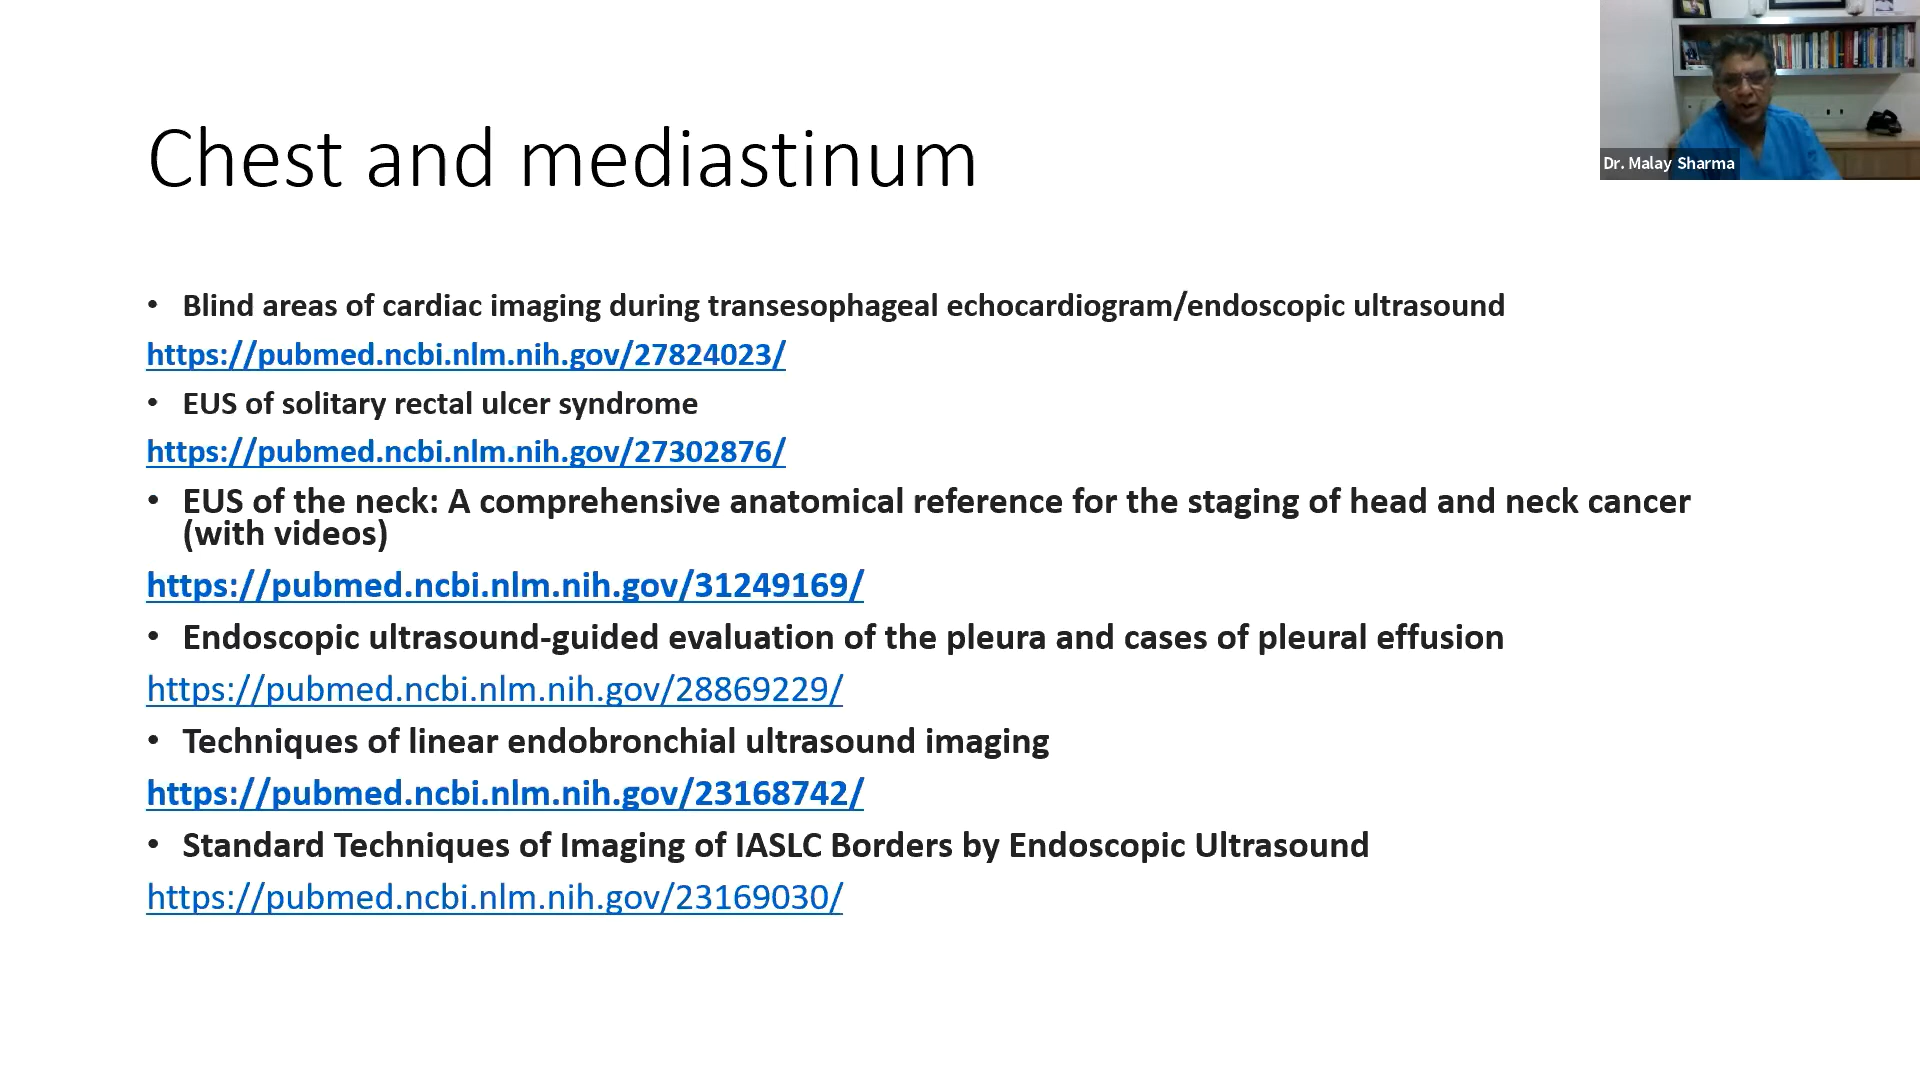 Chest and mediastinum
Dr. Malay Sharma
• Blind areas of cardiac imaging during transesophageal echocardiogram/endoscopic ultrasound
https://pubmed.ncbi.nlm.nih.gov/27824023/
• EUS of solitary rectal ulcer syndrome
https://pubmed.ncbi.nlm.nih.gov/27302876/
• EUS of the neck: A comprehensive anatomical reference for the staging of head and neck cancer
(with videos)
https://pubmed.ncbi.nlm.nih.gov/31249169/
• Endoscopic ultrasound-guided evaluation of the pleura and cases of pleural effusion
https://pubmed.ncbi.nlm.nih.gov/28869229/
• Techniques of linear endobronchial ultrasound imaging
https://pubmed.ncbi.nlm.nih.gov/23168742/
• Standard Techniques of Imaging of IASLC Borders by Endoscopic Ultrasound
https://pubmed.ncbi.nlm.nih.gov/23169030/